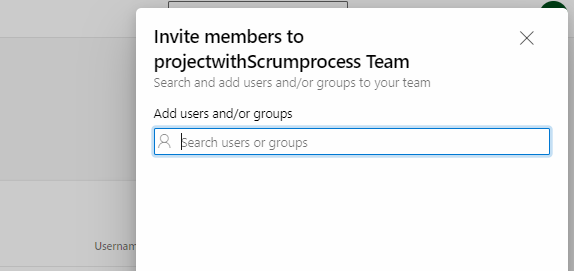 Invite members to
projectwithScrumprocess Team
Search and add users and/or groups to your team
Add users and/or groups
Search users or groups
Usernam